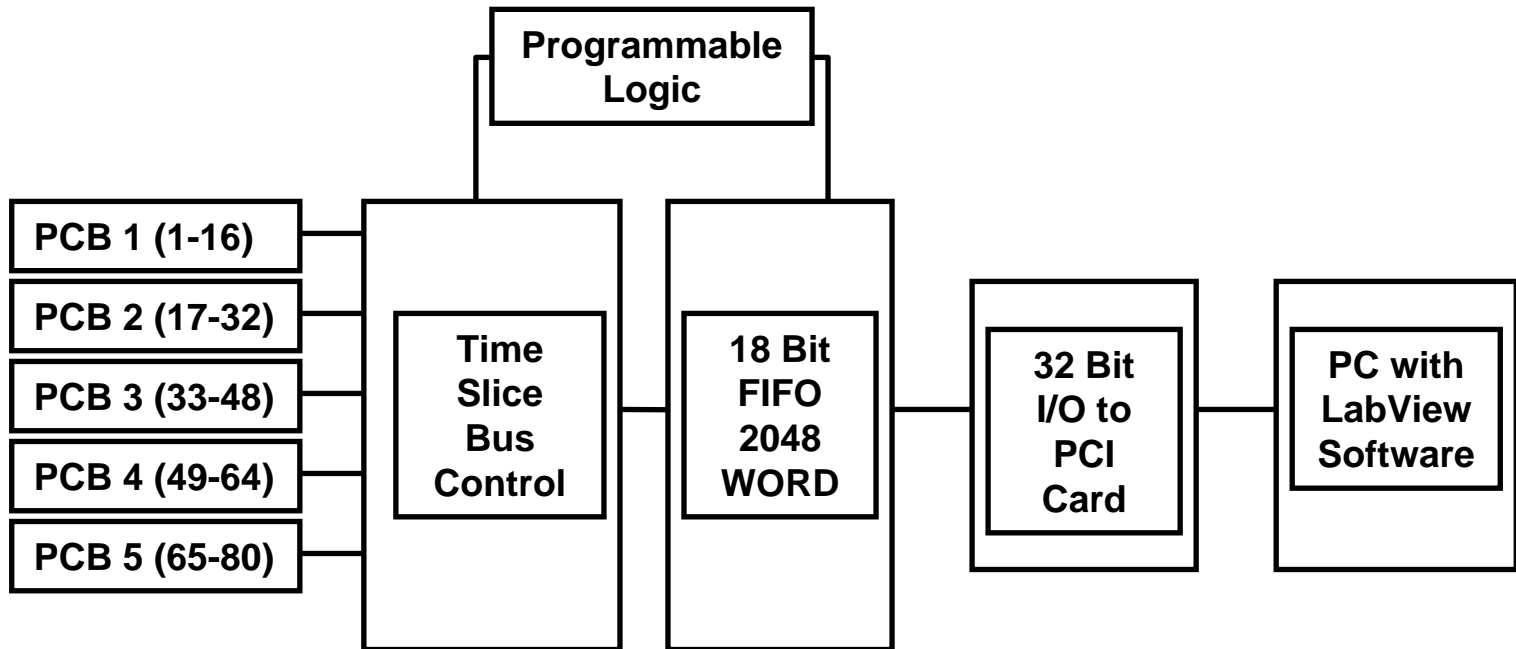 Programmable
Logic
PCB 1 (1-16)
PCB 2 (17-32)
PCB 3 (33-48)
PCB 4 (49-64)
PCB 5 (65-80)
Time
Slice
Bus
Control
18 Bit
FIFO
2048
WORD
32 Bit
I/O to
PCI
Card
PC with
LabView
Software